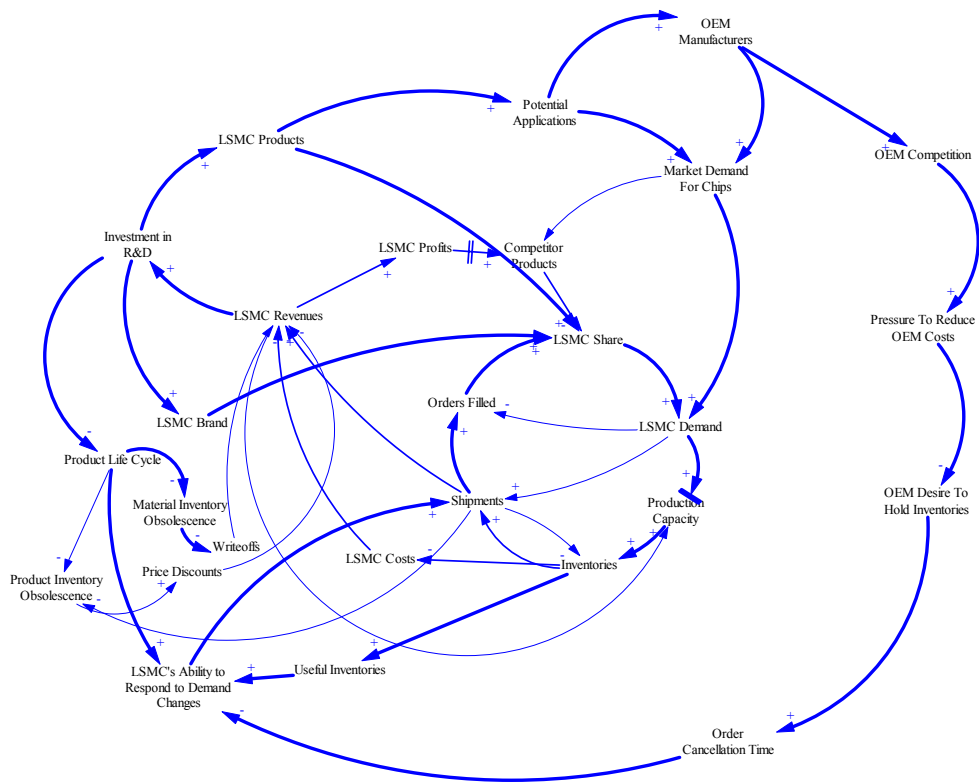 OEM
Manufacturers
Potential
Applications
LSMC Products
OEM Competition
Market Demand
For Chips
Investment in
R&D
LSMC Profits
Competitor
Products
LSMC Revenues
Pressure To Reduce
OEM Costs
LSMC Share
LSMC Brand
Orders Filled
LSMC Demand
Product Life Cycle
Material Inventory
Obsolescence
Shipments
Production
Capacity
OEM Desire To
Hold Inventories
Writeoffs
LSMC Costs
Inventories
Price Discounts
Product Inventory
Obsolescence
LSMC's Ability to
Respond to Demand
Changes
Useful Inventories
Order
Cancellation Time